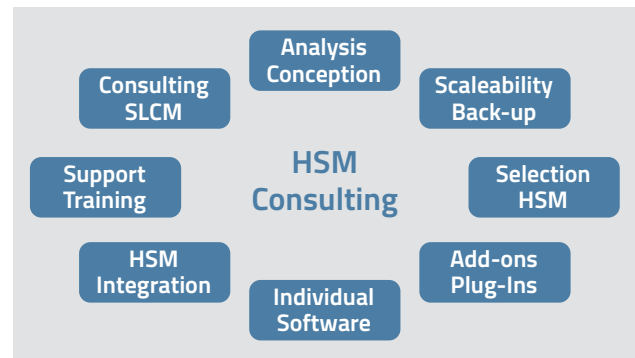 Analysis
Conception
Consulting
SLCM
Scaleability
Back-up
HSM
Consulting
Support
Training
Selection
HSM
HSM
Integration
Add-ons
Plug-Ins
Individual
Software